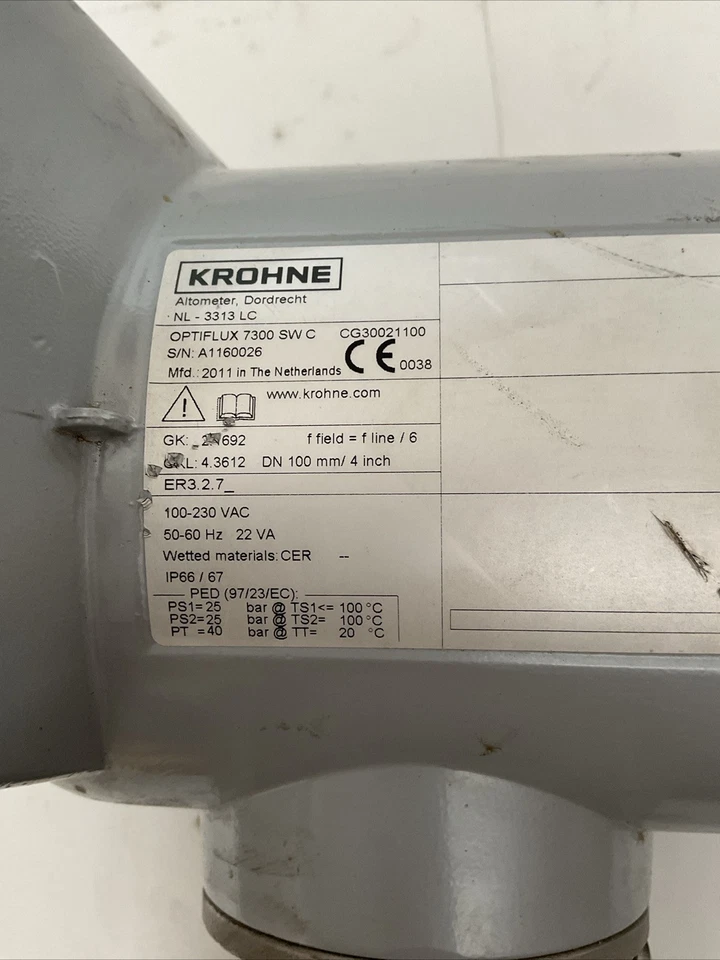 KROHNE
Altometer, Dordrecht
NL - 3313 LC
OPTIFLUX 7300 SW C CG30021100
S/N: A1160026
Mfd.: 2011 in The Netherlands CE 0038
www.krohne.com
GK: f field = f line / 6
GKL: 4.3612 DN 100 mm/ 4 inch
ER3.2.7_
100-230 VAC
50-60 Hz 22 VA
Wetted materials: CER --
IP66 / 67
PED (97/23/EC):
PS1=25 bar @ TS1<= 100 °C
PS2=25 bar @ TS2= 100 °C
PT =40 bar @ TT= 20 °C